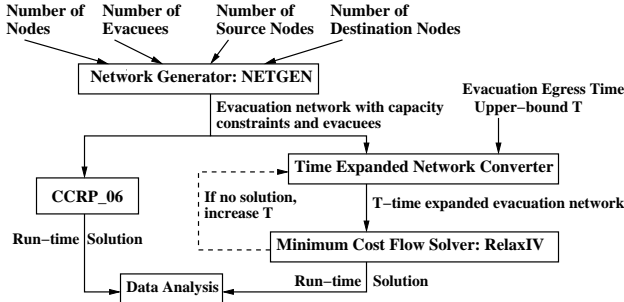 Number of Nodes
Number of Evacuees
Number of Source Nodes
Number of Destination Nodes
Network Generator: NETGEN
Evacuation Egress Time
Upper-bound T
Evacuation network with capacity
constraints and evacuees
Time Expanded Network Converter
CCRP_06
If no solution,
increase T
T-time expanded evacuation network
Run-time Solution
Minimum Cost Flow Solver: RelaxIV
Run-time Solution
Data Analysis